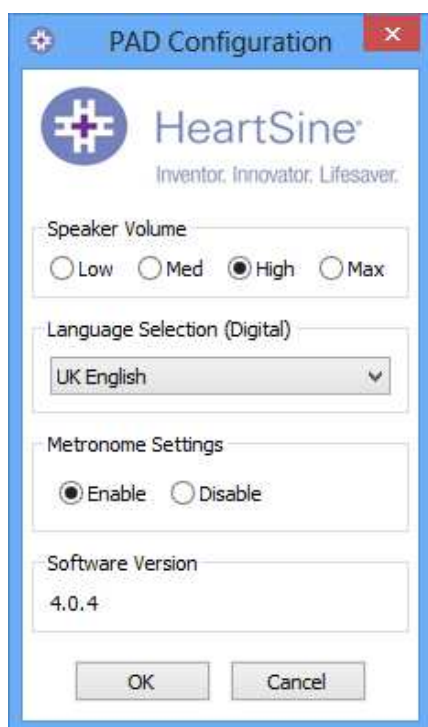 PAD Configuration
HeartSine
Inventor. Innovator. Lifesaver.
Speaker Volume
Low Med High Max
Language Selection (Digital)
UK English
Metronome Settings
Enable Disable
Software Version
4.0.4
OK Cancel